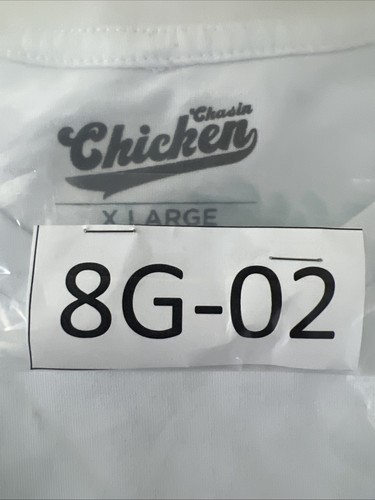 Chasin
Chicken
X LARGE
8G-02